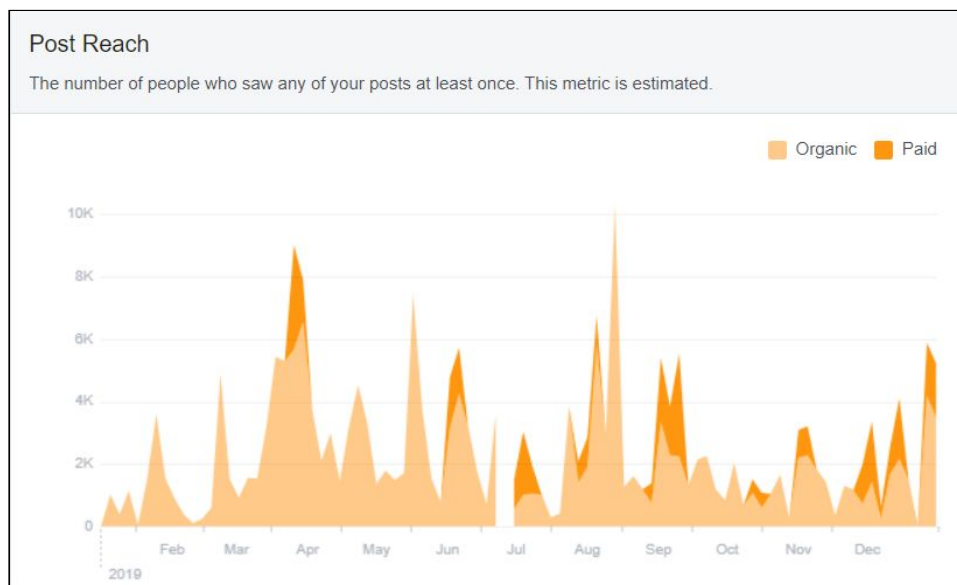 Post Reach
The number of people who saw any of your posts at least once. This metric is estimated.
Organic Paid
10K
8K
6K
4K
2K
0
Feb Mar Apr May Jun Jul Aug Sep Oct Nov Dec
2019